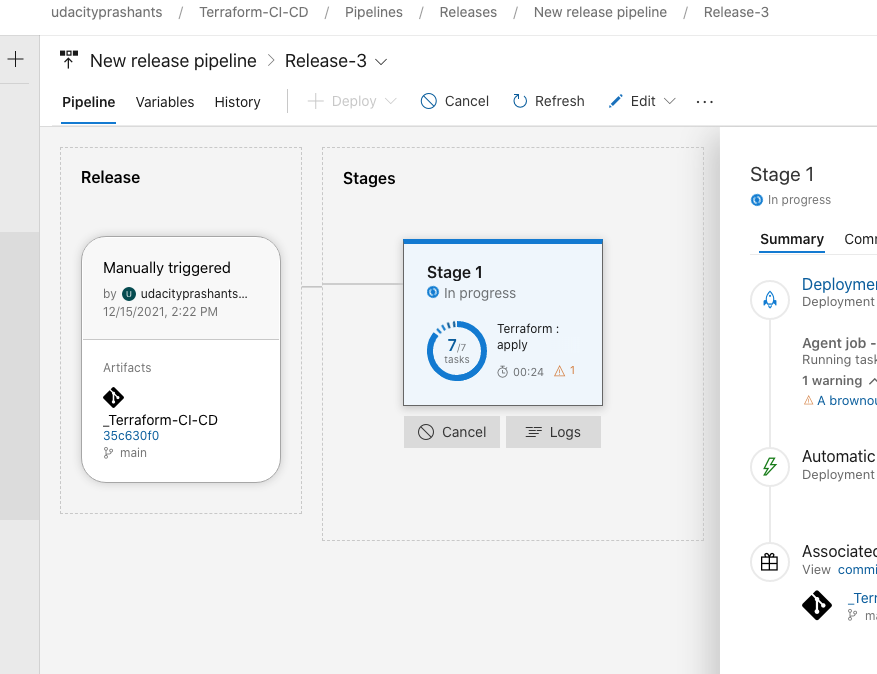 udacityprashants / Terraform-CI-CD / Pipelines / Releases / New release pipeline / Release-3
New release pipeline > Release-3
Pipeline Variables History Deploy Cancel Refresh Edit ...
Release
Manually triggered
by U udacityprashants...
12/15/2021, 2:22 PM
Artifacts
_Terraform-CI-CD
35c630f0
main
Stages
Stage 1
In progress
7/7
tasks
Terraform :
apply
00:24 1
Cancel Logs
Stage 1
In progress
Summary Comm
Deploymen
Deployment
Agent job -
Running task
1 warning
A brownou
Automatic
Deployment
Associated
View commi
_Terr
ma